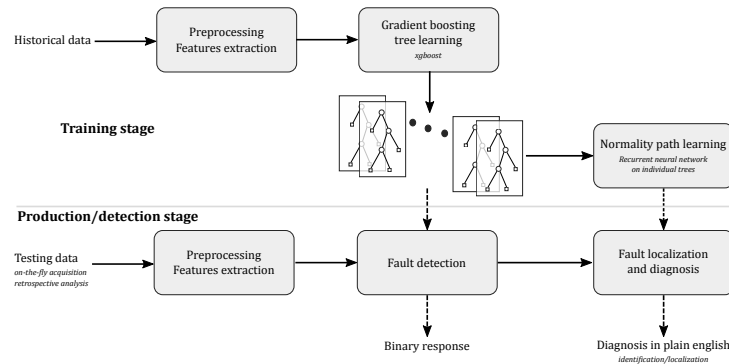 Historical data
Preprocessing
Features extraction
Gradient boosting
tree learning
xgboost
Training stage
Normality path learning
Recurrent neural network
on individual trees
Production/detection stage
Testing data
on-the-fly acquisition
retrospective analysis
Preprocessing
Features extraction
Fault detection
Fault localization
and diagnosis
Binary response
Diagnosis in plain english
identification/localization